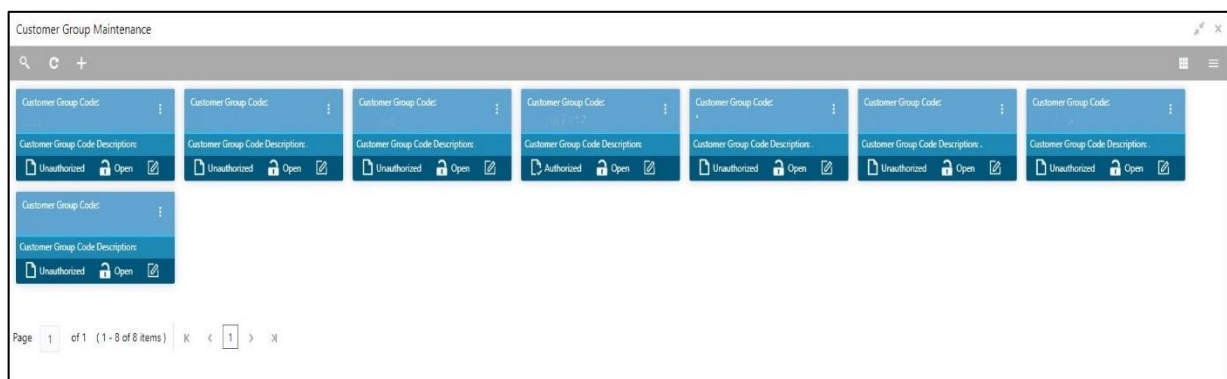 Customer Group Maintenance
Customer Group Code: Customer Group Code: Customer Group Code: Customer Group Code: Customer Group Code: Customer Group Code: Customer Group Code:
Customer Group Code Description: Customer Group Code Description: . Customer Group Code Description: Customer Group Code Description: Customer Group Code Description: . Customer Group Code Description: . Customer Group Code Description: .
Unauthorized Open Unauthorized Open Unauthorized Open Authorized Open Unauthorized Open Unauthorized Open Unauthorized Open
Customer Group Code:
Customer Group Code Description:
Unauthorized Open
Page 1 of 1 ( 1 - 8 of 8 items ) 1